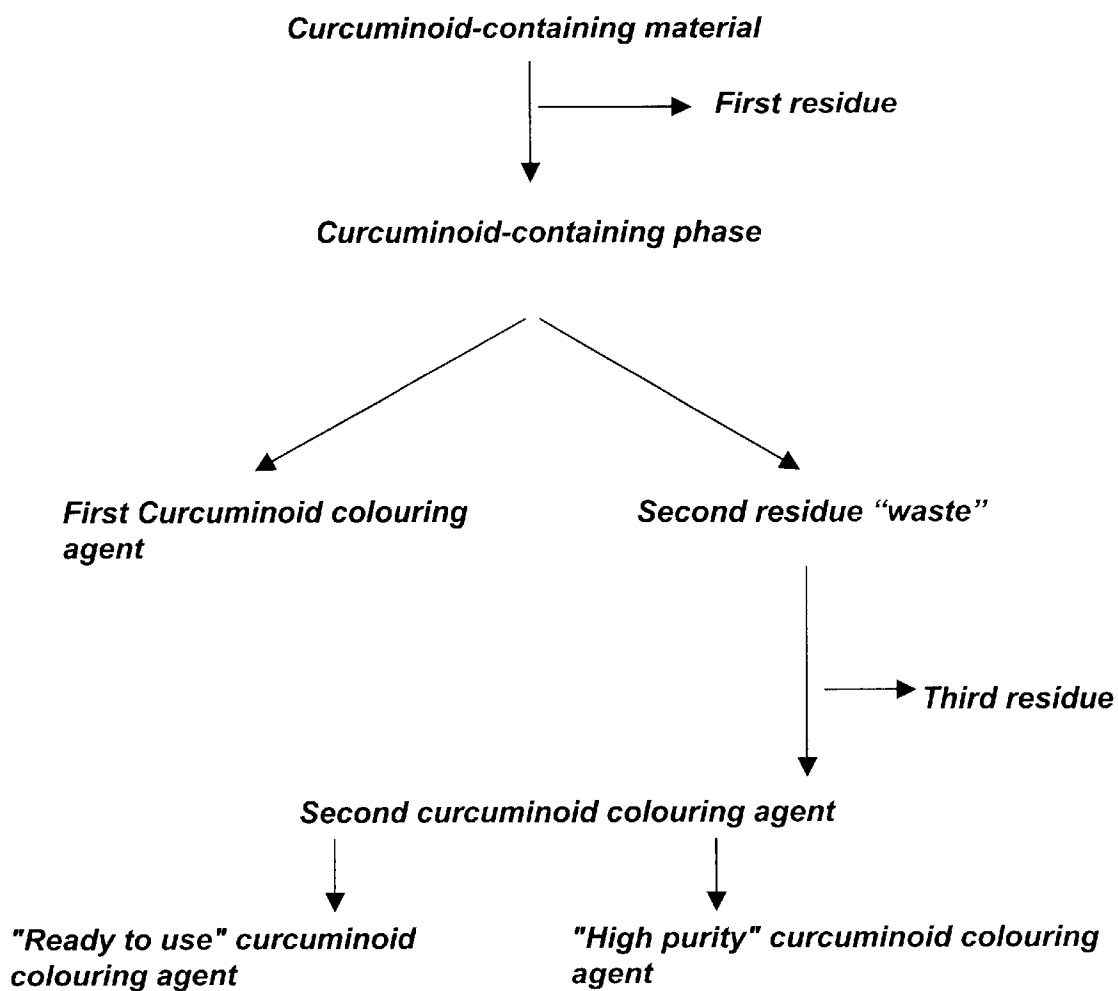 Curcuminoid-containing material
First residue
Curcuminoid-containing phase
First Curcuminoid colouring
agent
Second residue “waste”
Third residue
Second curcuminoid colouring agent
"Ready to use" curcuminoid
colouring agent
"High purity" curcuminoid colouring
agent